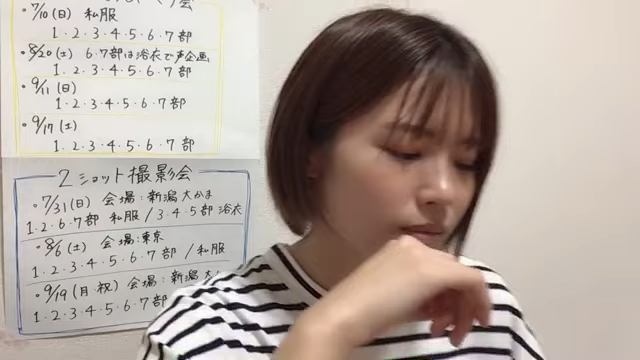 ・7/10(日) 私服
1・2・3・4・5・6・7部
・8/20(土) 6・7部は浴衣で声企画
1・2・3・4・5・6・7部
・9/11(日)
1・2・3・4・5・6・7部
・9/17(土)
1・2・3・4・5・6・7部
2ショット撮影会
○7/31(日) 会場:新潟 大かま
1・2・6・7部 私服/3・4・5部 浴衣
○8/6(土) 会場:東京
1・2・3・4・5・6・7部/私服
○9/19(月・祝) 会場:新潟 大か
1・2・3・4・5・6・7部